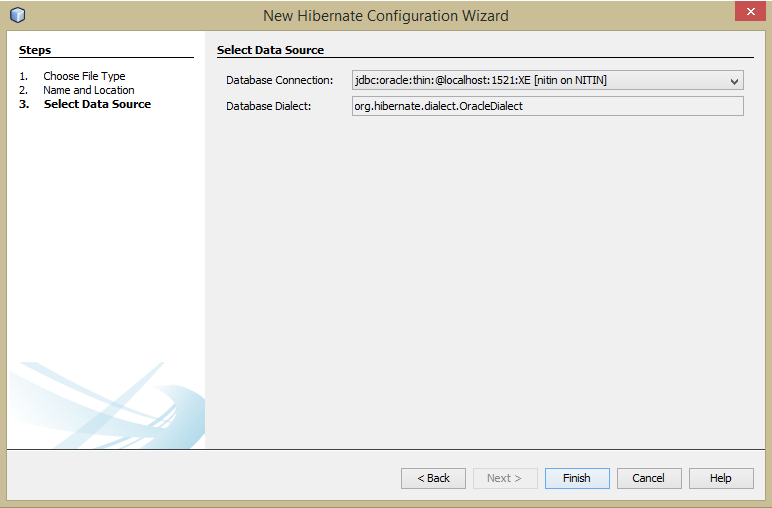 New Hibernate Configuration Wizard
Steps
1. Choose File Type
2. Name and Location
3. Select Data Source
Select Data Source
Database Connection: jdbc:oracle:thin:@localhost:1521:XE [nitin on NITIN]
Database Dialect: org.hibernate.dialect.OracleDialect
< Back Next > Finish Cancel Help